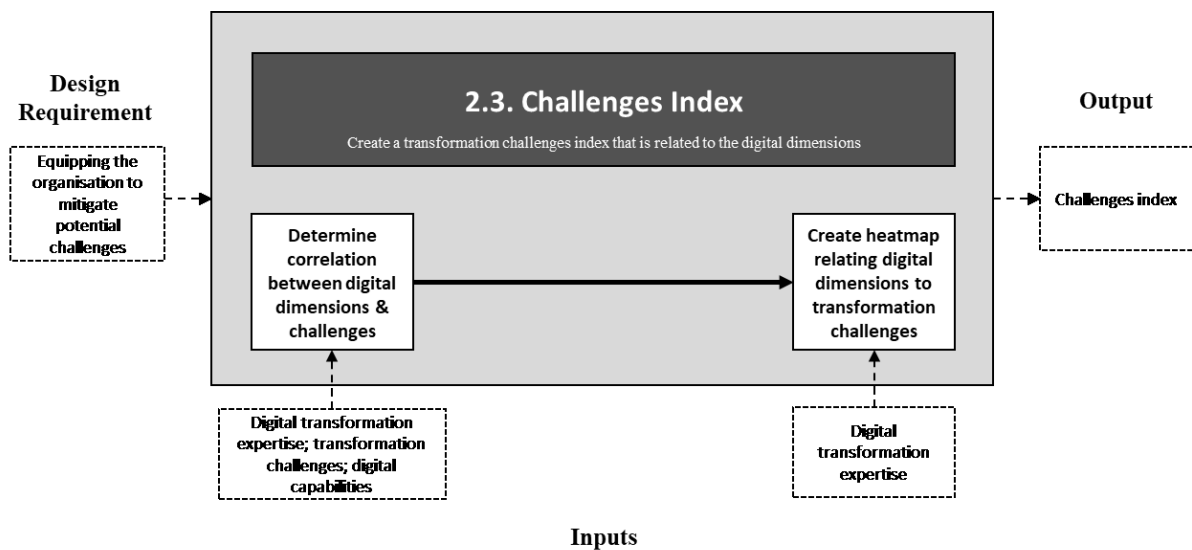 Design
Requirement
Equipping the
organisation to
mitigate
potential
challenges
2.3. Challenges Index
Create a transformation challenges index that is related to the digital dimensions
Determine
correlation
between digital
dimensions &
challenges
Create heatmap
relating digital
dimensions to
transformation
challenges
Output
Challenges index
Digital transformation
expertise; transformation
challenges; digital
capabilities
Digital
transformation
expertise
Inputs